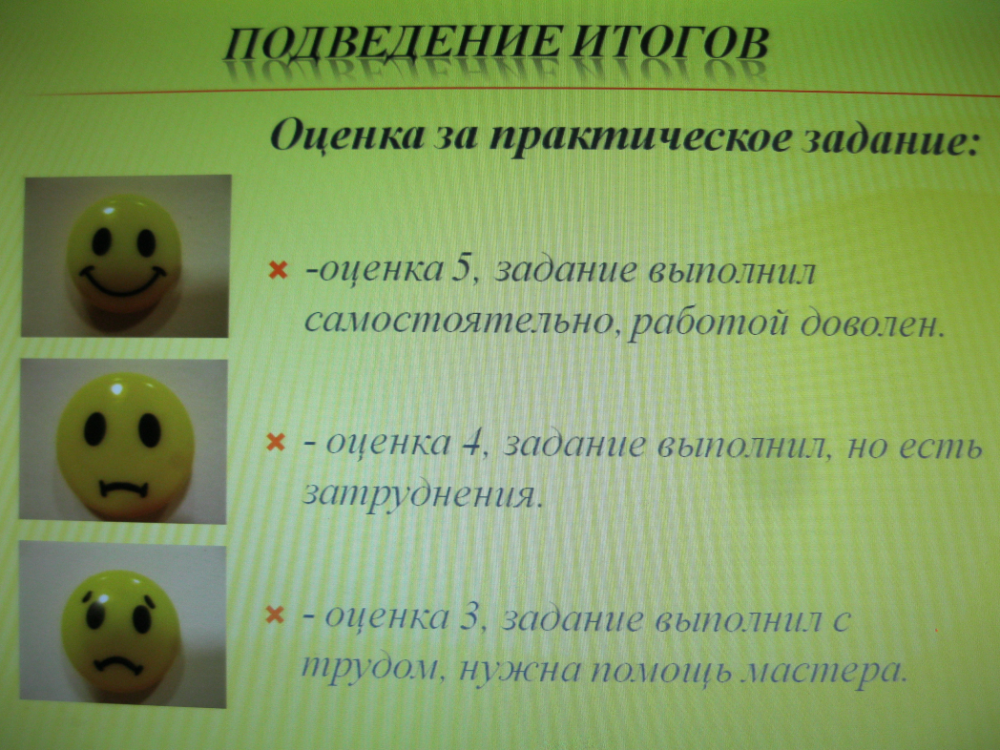 ПОДВЕДЕНИЕ ИТОГОВ
Оценка за практическое задание:
-оценка 5, задание выполнил
самостоятельно, работой доволен.
- оценка 4, задание выполнил, но есть
затруднения.
- оценка 3, задание выполнил с
трудом, нужна помощь мастера.